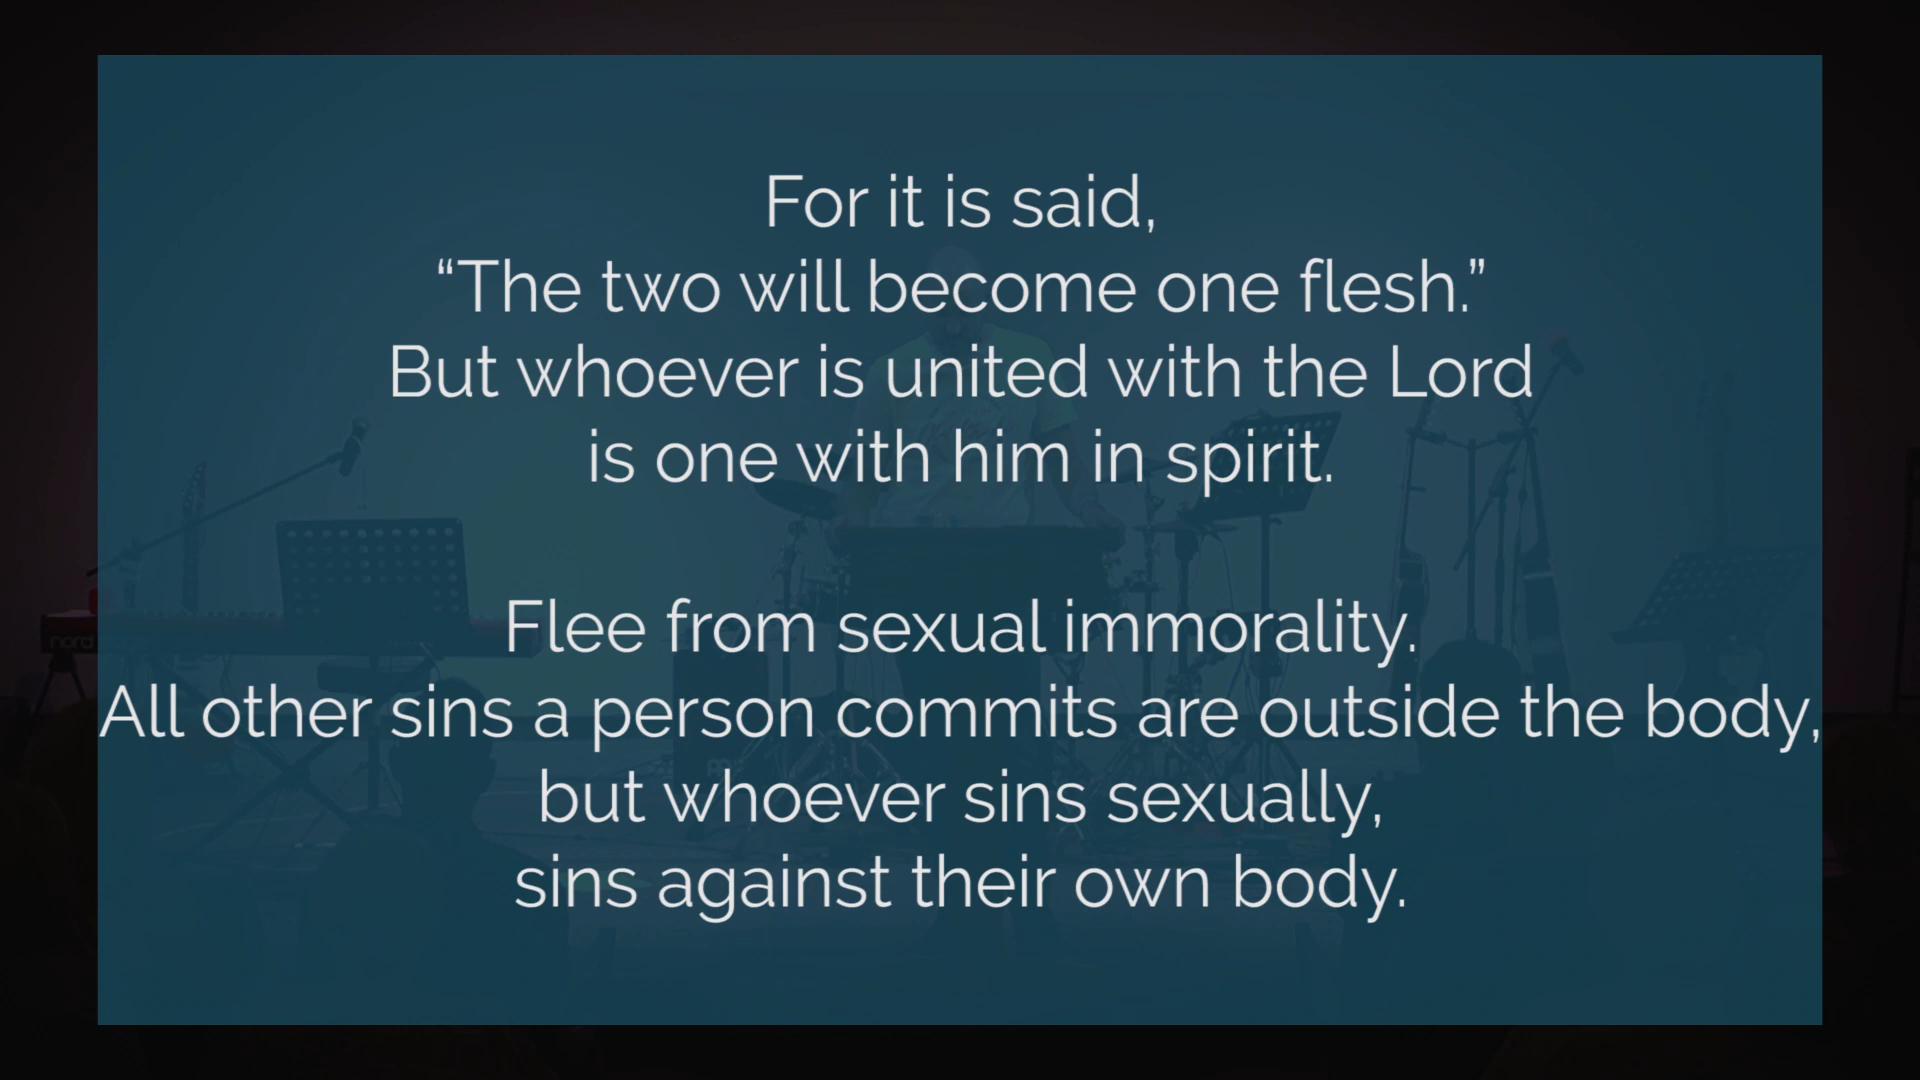 For it is said,
“The two will become one flesh.”
But whoever is united with the Lord
is one with him in spirit.
Flee from sexual immorality.
All other sins a person commits are outside the body,
but whoever sins sexually,
sins against their own body.
nord